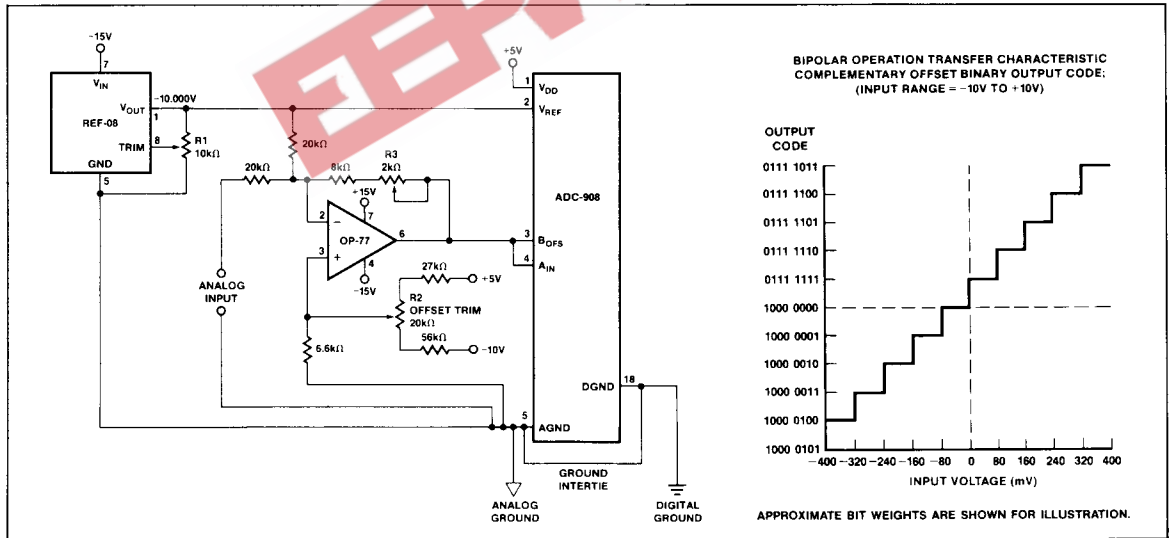 -15V
7
VIN
VOUT
-10.000V
1
REF-08
TRIM
8
R1
10kΩ
GND
5
20kΩ
20kΩ
8kΩ
R3
2kΩ
+15V
7
2
−
OP-77
6
3
+
4
-15V
ANALOG
INPUT
27kΩ
+5V
R2
OFFSET TRIM
20kΩ
56kΩ
-10V
6.6kΩ
+5V
1
VDD
2
VREF
ADC-908
3
BOFS
4
AIN
DGND
18
5
AGND
GROUND
INTERTIE
ANALOG
GROUND
DIGITAL
GROUND
BIPOLAR OPERATION TRANSFER CHARACTERISTIC
COMPLEMENTARY OFFSET BINARY OUTPUT CODE;
(INPUT RANGE = -10V TO +10V)
OUTPUT
CODE
0111 1011
0111 1100
0111 1101
0111 1110
0111 1111
1000 0000
1000 0001
1000 0010
1000 0011
1000 0100
1000 0101
-400 -320 -240 -160 -80 0 80 160 240 320 400
INPUT VOLTAGE (mV)
APPROXIMATE BIT WEIGHTS ARE SHOWN FOR ILLUSTRATION.